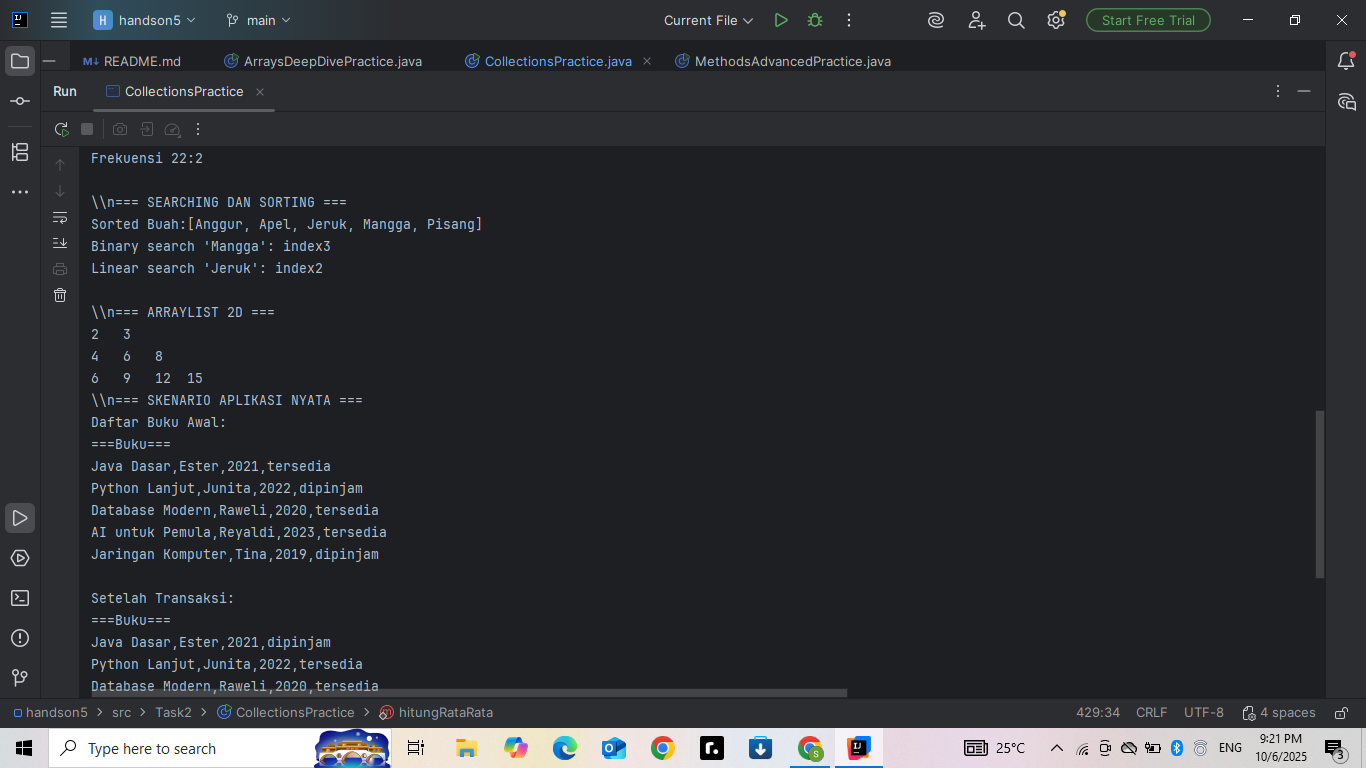 H handson5 main Current File Start Free Trial
README.md ArraysDeepDivePractice.java CollectionsPractice.java MethodsAdvancedPractice.java
Run CollectionsPractice
Frekuensi 22:2
\\n=== SEARCHING DAN SORTING ===
Sorted Buah:[Anggur, Apel, Jeruk, Mangga, Pisang]
Binary search 'Mangga': index3
Linear search 'Jeruk': index2
\\n=== ARRAYLIST 2D ===
2 3
4 6 8
6 9 12 15
\\n=== SKENARIO APLIKASI NYATA ===
Daftar Buku Awal:
===Buku===
Java Dasar,Ester,2021,tersedia
Python Lanjut,Junita,2022,dipinjam
Database Modern,Raweli,2020,tersedia
AI untuk Pemula,Reyaldi,2023,tersedia
Jaringan Komputer,Tina,2019,dipinjam
Setelah Transaksi:
===Buku===
Java Dasar,Ester,2021,dipinjam
Python Lanjut,Junita,2022,tersedia
Database Modern,Raweli,2020,tersedia
handson5 > src > Task2 > CollectionsPractice > hitungRataRata 429:34 CRLF UTF-8 4 spaces
Type here to search 25°C ENG 9:21 PM
10/6/2025 3